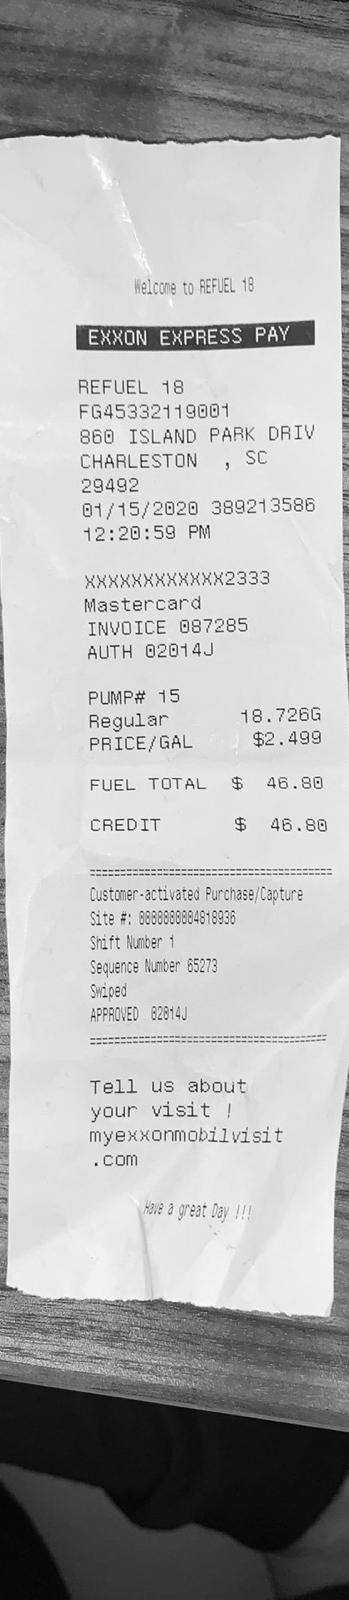 Welcome to REFUEL 18
EXXON EXPRESS PAY
REFUEL 18
FG45332119001
860 ISLAND PARK DRIV
CHARLESTON , SC
29492
01/15/2020 389213586
12:20:59 PM
XXXXXXXXXXXX2333
Mastercard
INVOICE 087285
AUTH 02014J
PUMP# 15
Regular 18.726G
PRICE/GAL $2.499
FUEL TOTAL $ 46.80
CREDIT $ 46.80
=======================================
Customer-activated Purchase/Capture
Site #: 0000000004818936
Shift Number 1
Sequence Number 65273
Swiped
APPROVED 02014J
=======================================
Tell us about
your visit !
myexxonmobilvisit
.com
Have a great Day !!!